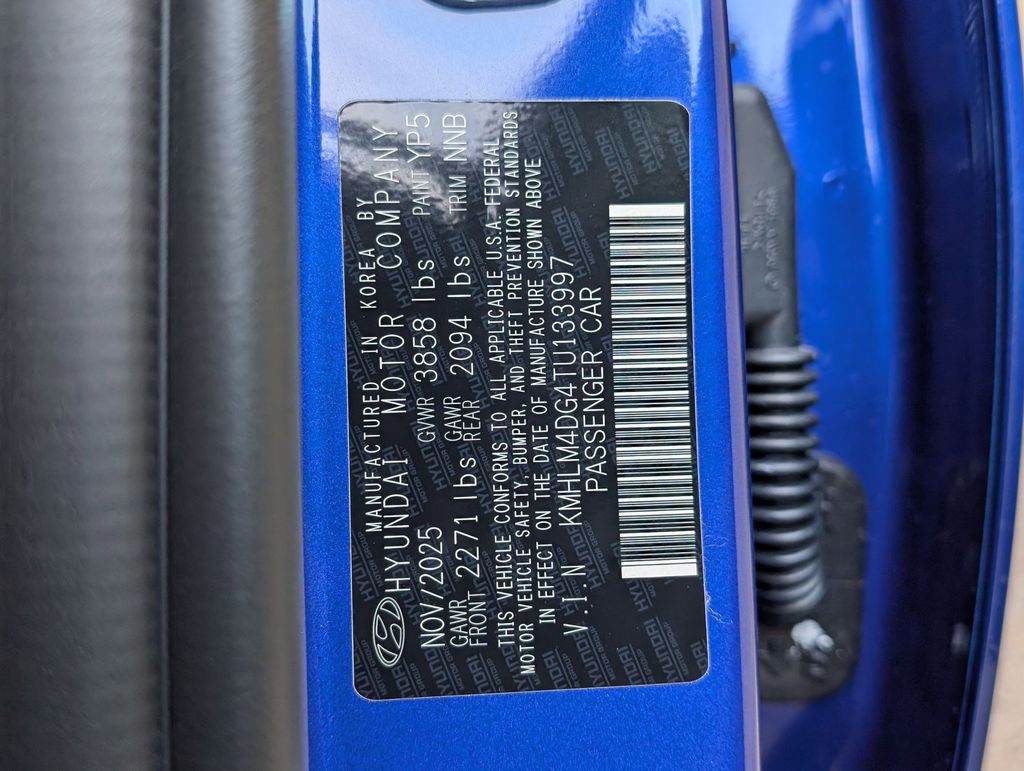 MANUFACTURED IN KOREA BY
HYUNDAI MOTOR COMPANY
NOV/2025 GVWR 3858 lbs PAINT YP5
GAWR FRONT 2271 lbs GAWR REAR 2094 lbs TRIM NNB
THIS VEHICLE CONFORMS TO ALL APPLICABLE U.S.A. FEDERAL
MOTOR VEHICLE SAFETY, BUMPER, AND THEFT PREVENTION STANDARDS
IN EFFECT ON THE DATE OF MANUFACTURE SHOWN ABOVE
V.I.N KMHLM4DG4TU133997
PASSENGER CAR